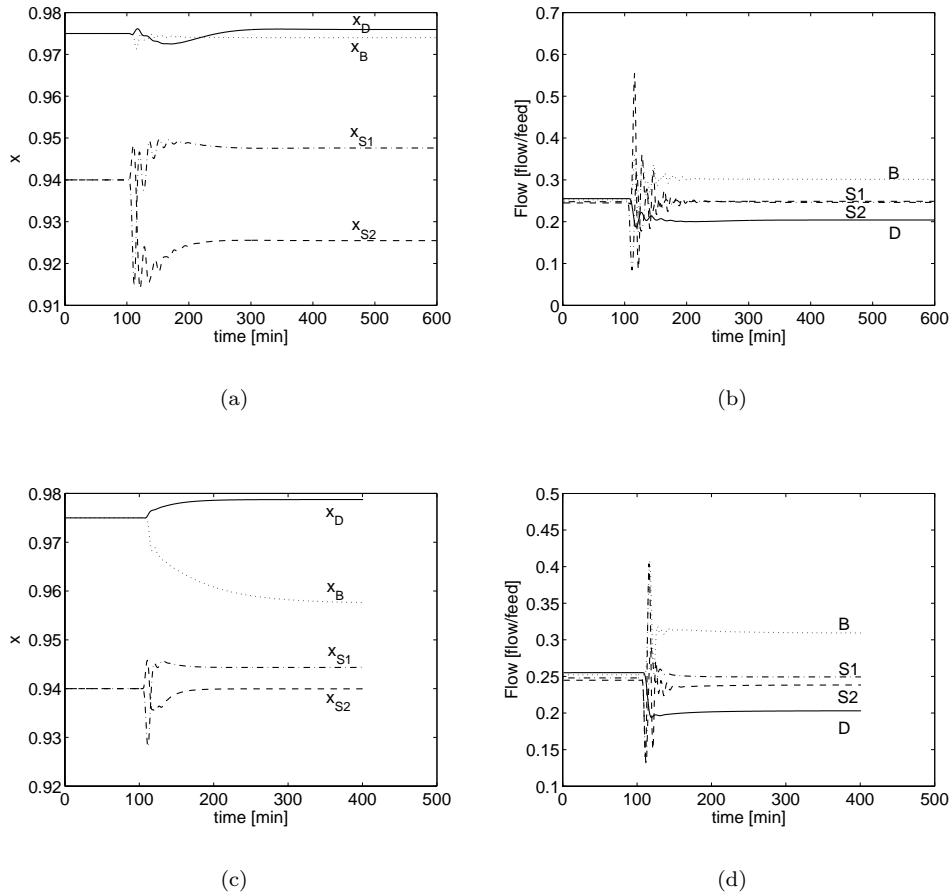 0.98
0.97
0.96
0.95
0.94
0.93
0.92
0.91
x
0 100 200 300 400 500 600
time [min]
x_D
x_B
x_S1
x_S2
(a)
0.7
0.6
0.5
0.4
0.3
0.2
0.1
0
Flow [flow/feed]
0 100 200 300 400 500 600
time [min]
B
S1
S2
D
(b)
0.98
0.97
0.96
0.95
0.94
0.93
0.92
x
0 100 200 300 400 500
time [min]
x_D
x_B
x_S1
x_S2
(c)
0.5
0.45
0.4
0.35
0.3
0.25
0.2
0.15
0.1
Flow [flow/feed]
0 100 200 300 400 500
time [min]
B
S1
S2
D
(d)